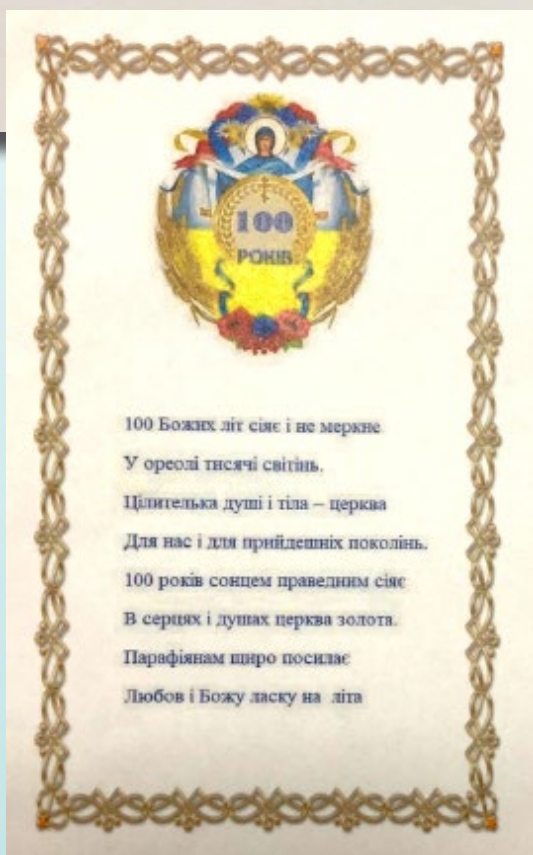 100
РОКІВ
100 Божих літ сіяє і не меркне
У ореолі тисячі світінь.
Цілителька душі і тіла – церква
Для нас і для прийдешніх поколінь.
100 років сонцем праведним сіяє
В серцях і душах церква золота.
Парафіянам щиро посилає
Любов і Божу ласку на літа